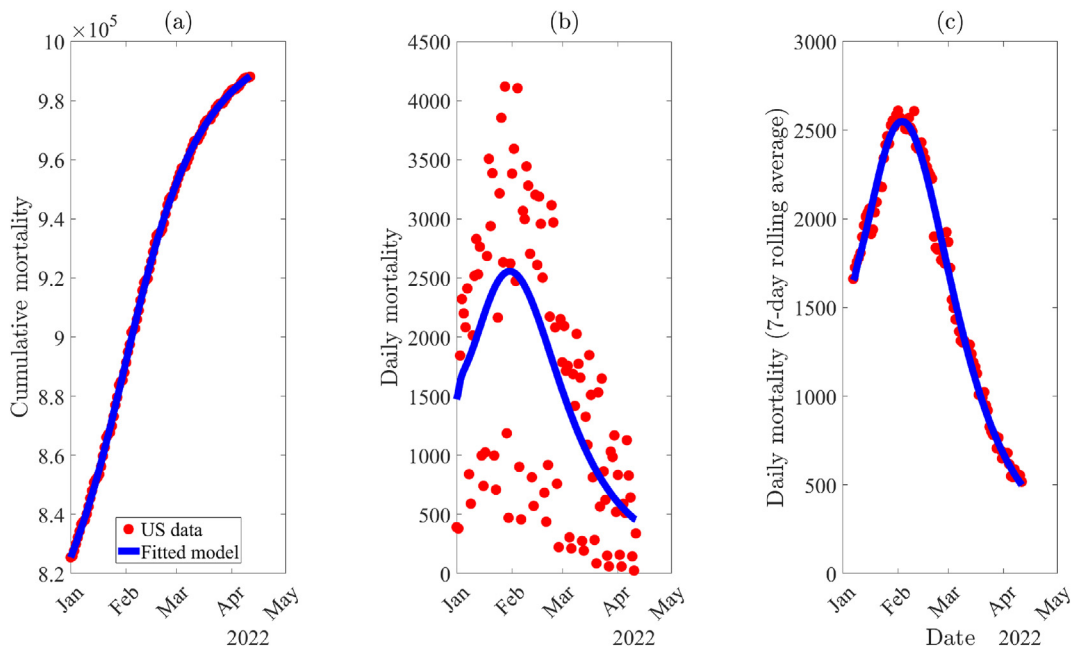 (a)
×10⁵
10
9.8
9.6
9.4
9.2
9
8.8
8.6
8.4
8.2
Cumulative mortality
US data
Fitted model
Jan
Feb
Mar
Apr
May
2022
(b)
4500
4000
3500
3000
2500
2000
1500
1000
500
0
Daily mortality
Jan
Feb
Mar
Apr
May
2022
(c)
3000
2500
2000
1500
1000
500
0
Daily mortality (7-day rolling average)
Jan
Feb
Mar
Apr
May
Date 2022